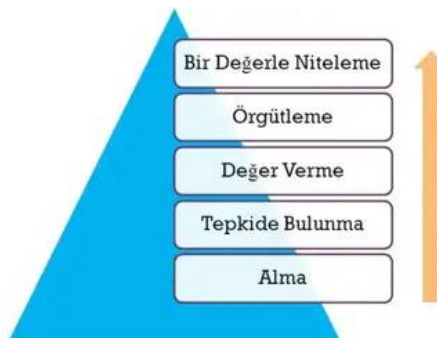 Bir Değerle Niteleme
Örgütleme
Değer Verme
Tepkide Bulunma
Alma